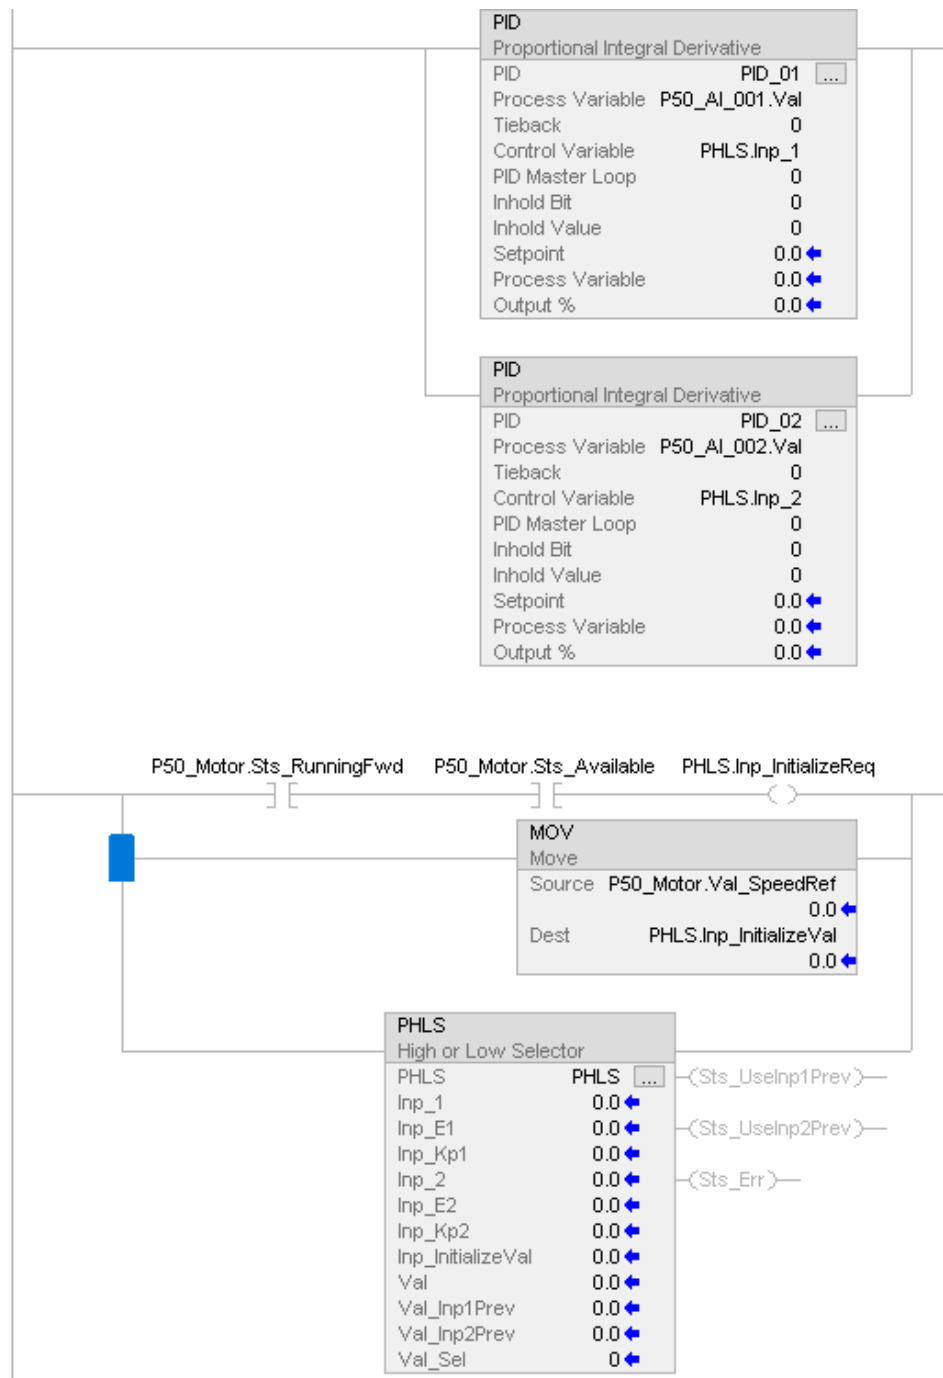 PID
Proportional Integral Derivative
PID PID_01 ...
Process Variable P50_AI_001.Val
Tieback 0
Control Variable PHLS.Inp_1
PID Master Loop 0
Inhold Bit 0
Inhold Value 0
Setpoint 0.0
Process Variable 0.0
Output % 0.0
PID
Proportional Integral Derivative
PID PID_02 ...
Process Variable P50_AI_002.Val
Tieback 0
Control Variable PHLS.Inp_2
PID Master Loop 0
Inhold Bit 0
Inhold Value 0
Setpoint 0.0
Process Variable 0.0
Output % 0.0
P50_Motor.Sts_RunningFwd P50_Motor.Sts_Available PHLS.Inp_InitializeReq
MOV
Move
Source P50_Motor.Val_SpeedRef
0.0
Dest PHLS.Inp_InitializeVal
0.0
PHLS
High or Low Selector
PHLS PHLS ... Sts_UseInp1Prev
Inp_1 0.0
Inp_E1 0.0 Sts_UseInp2Prev
Inp_Kp1 0.0
Inp_2 0.0 Sts_Err
Inp_E2 0.0
Inp_Kp2 0.0
Inp_InitializeVal 0.0
Val 0.0
Val_Inp1Prev 0.0
Val_Inp2Prev 0.0
Val_Sel 0